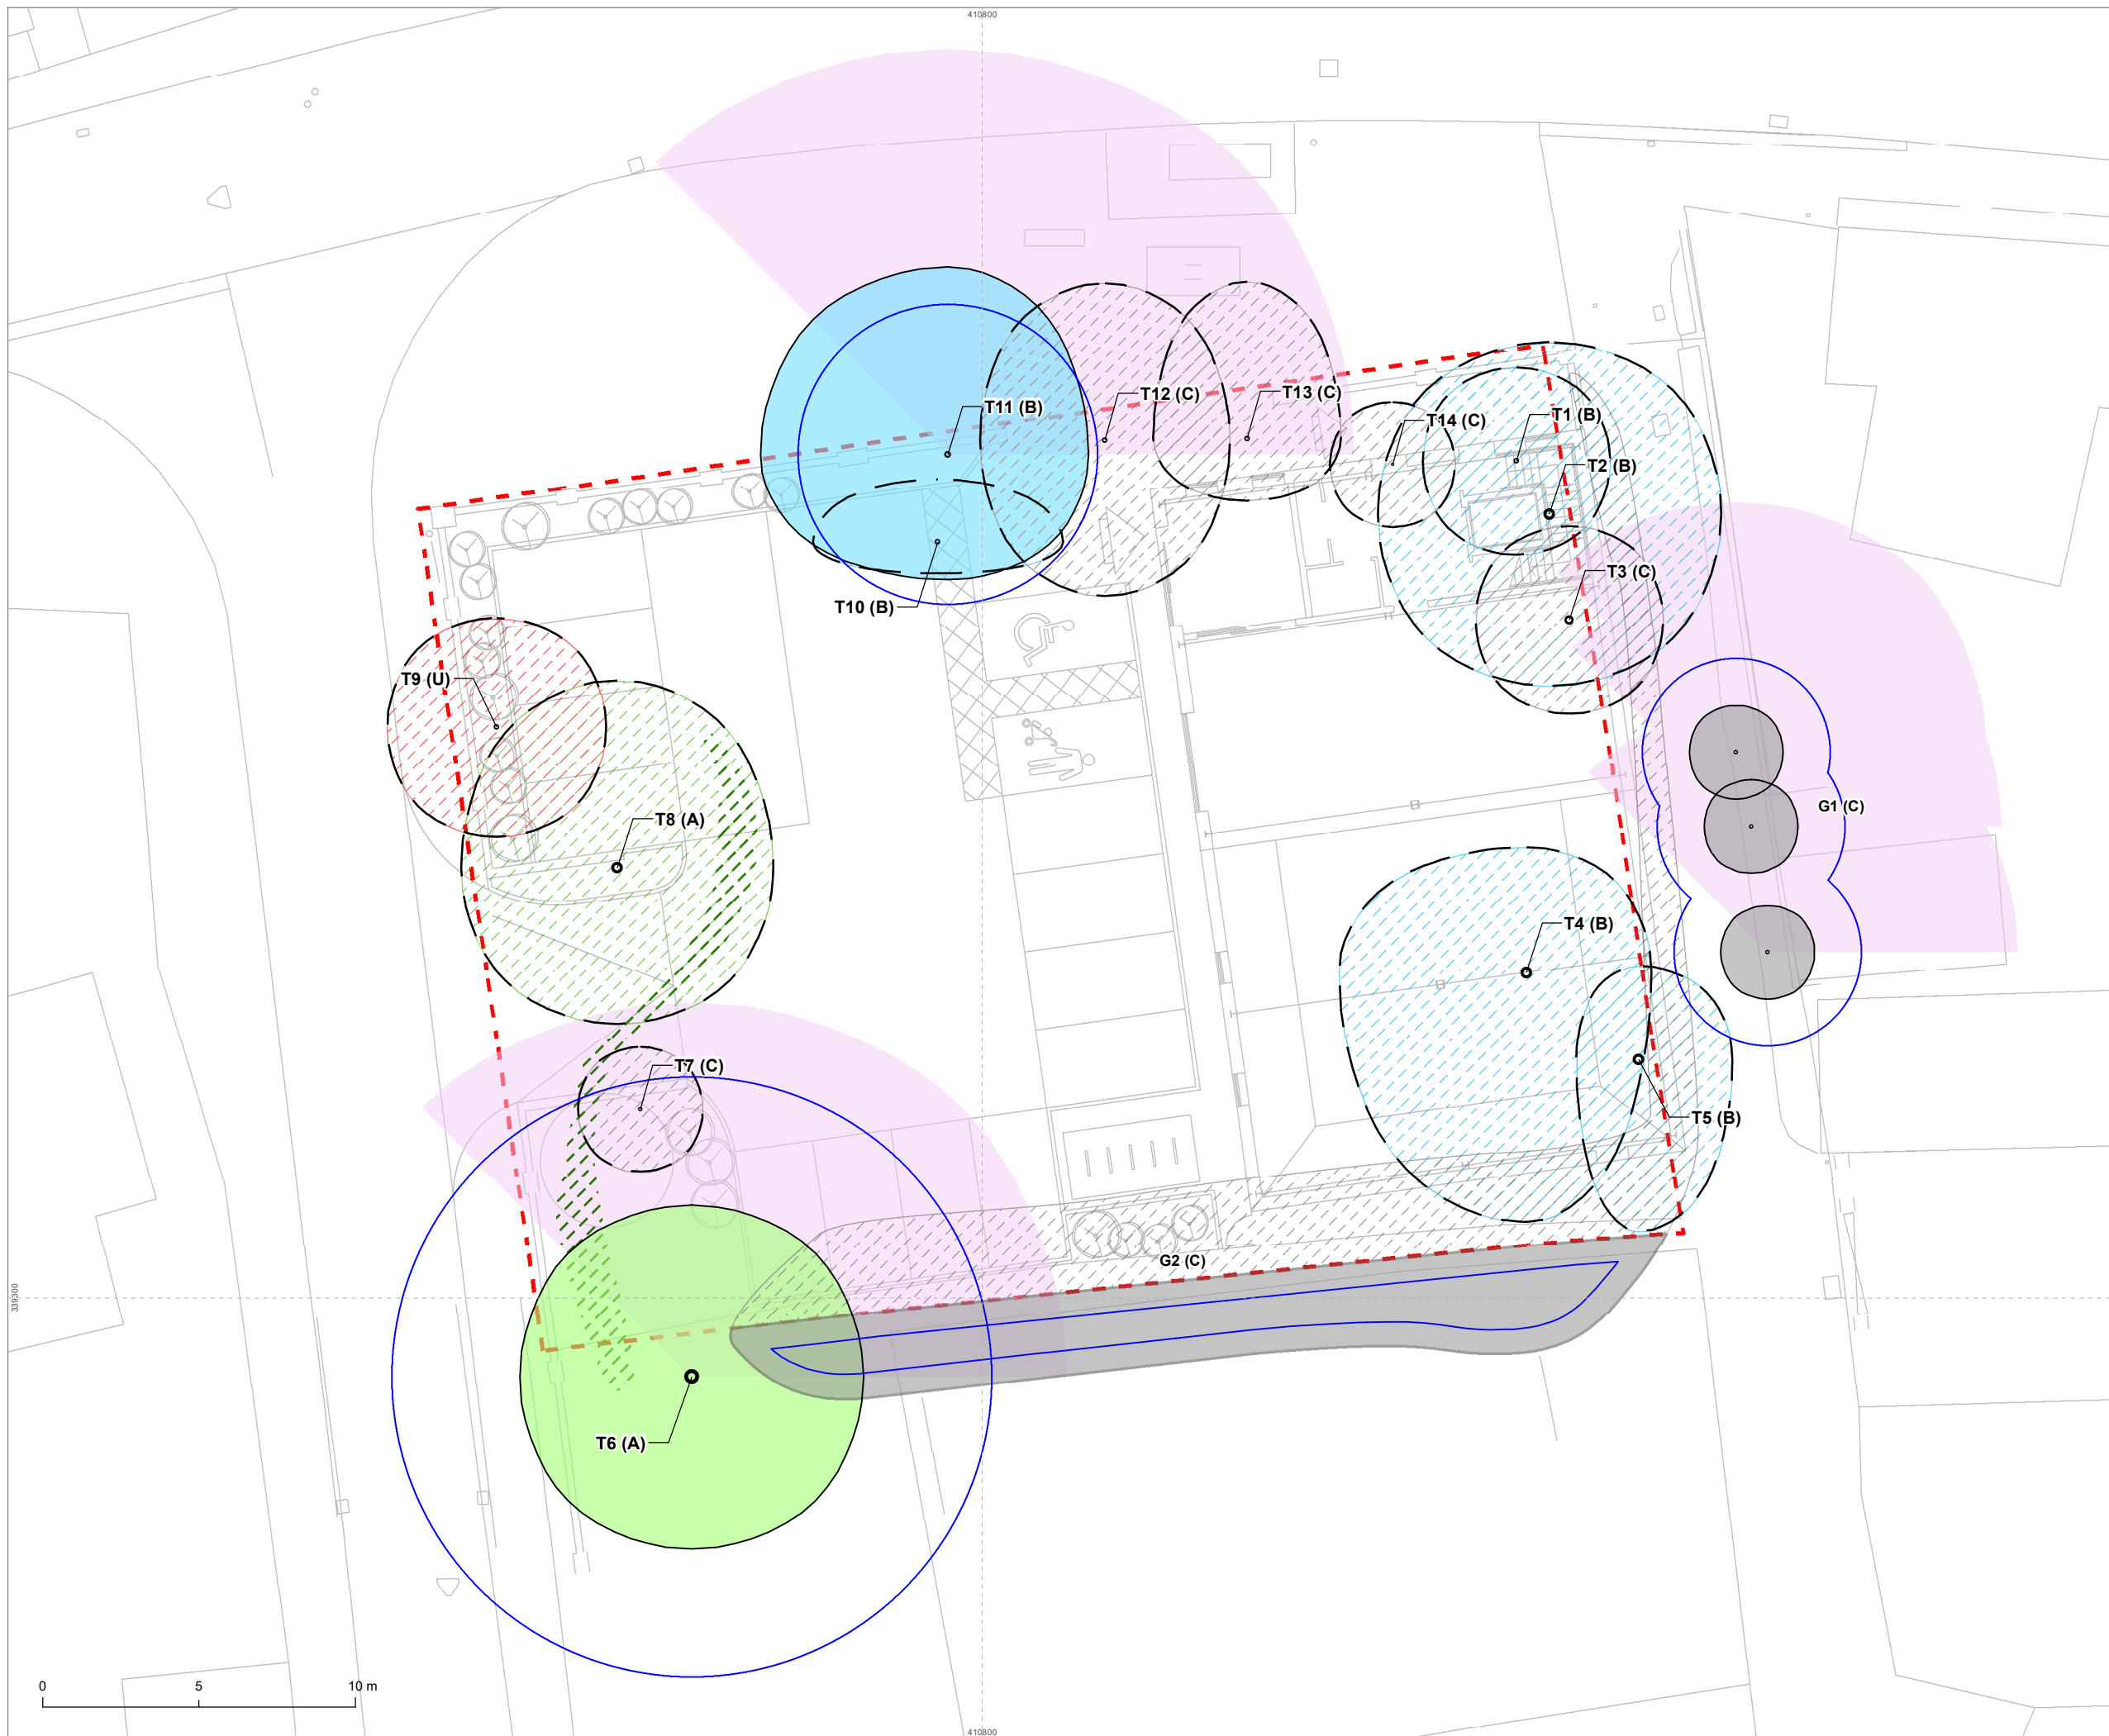 410800
T11 (B)
T12 (C)
T13 (C)
T14 (C)
T1 (B)
T2 (B)
T10 (B)
T3 (C)
T9 (U)
T8 (A)
G1 (C)
T4 (B)
T7 (C)
T5 (B)
G2 (C)
339300
T6 (A)
0 5 10 m
410800